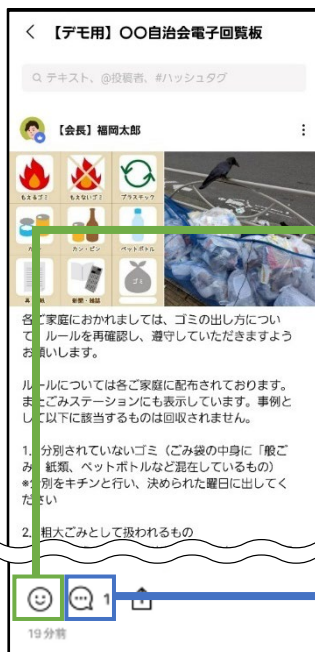 【デモ用】〇〇自治会電子回覧板
テキスト、@投稿者、#ハッシュタグ
【会長】福岡太郎
もえるゴミ
もえないゴミ
プラスチック
カン・ビン
ペットボトル
新聞・雑誌
ゴミ
各ご家庭におかれましては、ゴミの出し方につい
て、ルールを再確認し、遵守していただきますよう
お願いします。
ルールについては各ご家庭に配布されております。
またごみステーションにも表示しています。事例と
して以下に該当するものは回収されません。
1. 分別されていないゴミ(ごみ袋の中身に「般ご
み、紙類、ペットボトルなど混在しているもの)
*分別をキチンと行い、決められた曜日に出してく
ださい
2. 粗大ごみとして扱われるもの
1
19分前